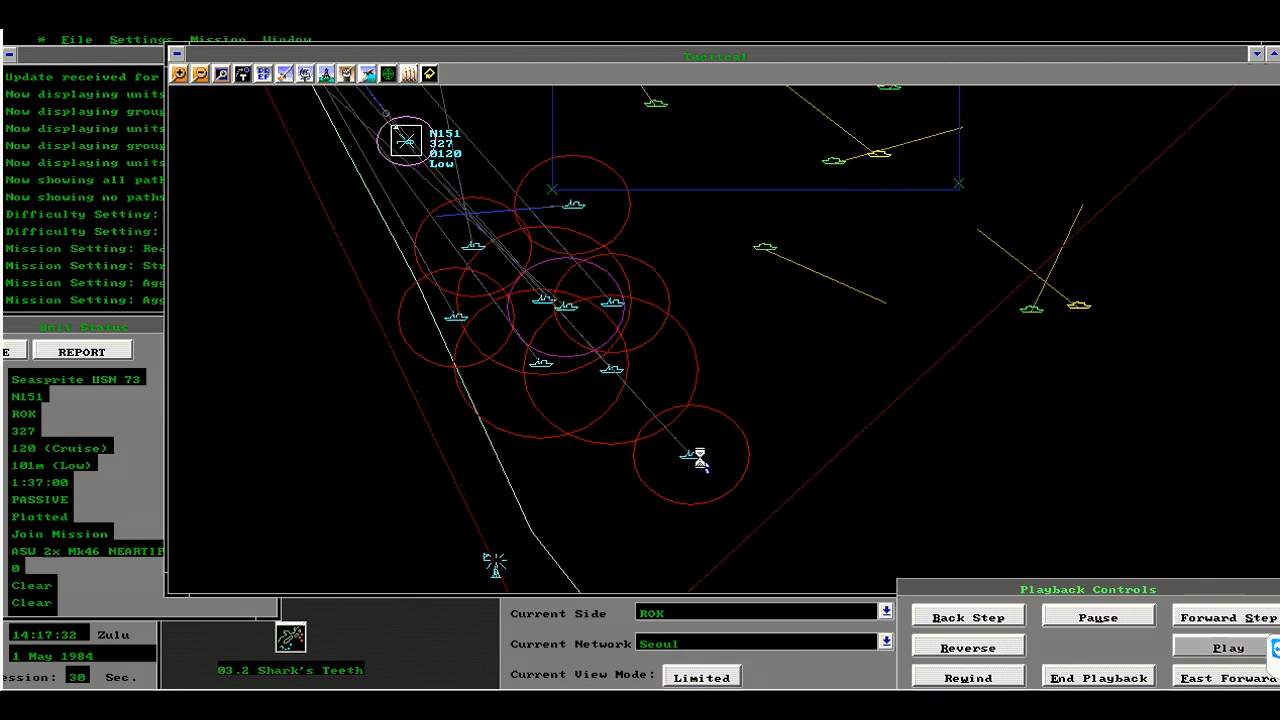 * File Settings Mission Window
Tactical
Update received for
Now displaying units
Now displaying group
Now displaying units
Now displaying group
Now displaying units
Now showing all path
Now showing no paths
Difficulty Setting:
Difficulty Setting:
Mission Setting: Rec
Mission Setting: Str
Mission Setting: Agg
Mission Setting: Agg
N151
327
0120
Low
Unit Status
E
REPORT
Seasprite USN 73
N151
ROK
327
120 (Cruise)
101m (Low)
1:37:00
PASSIVE
Plotted
Join Mission
ASW 2x Mk46 NEARTIP
0
Clear
Clear
14:17:32 Zulu
1 May 1984
ession: 30 Sec.
03.2 Shark's Teeth
Current Side ROK
Current Network Seoul
Current View Mode: Limited
Playback Controls
Back Step Pause Forward Step
Reverse Play
Rewind End Playback Fast Forward